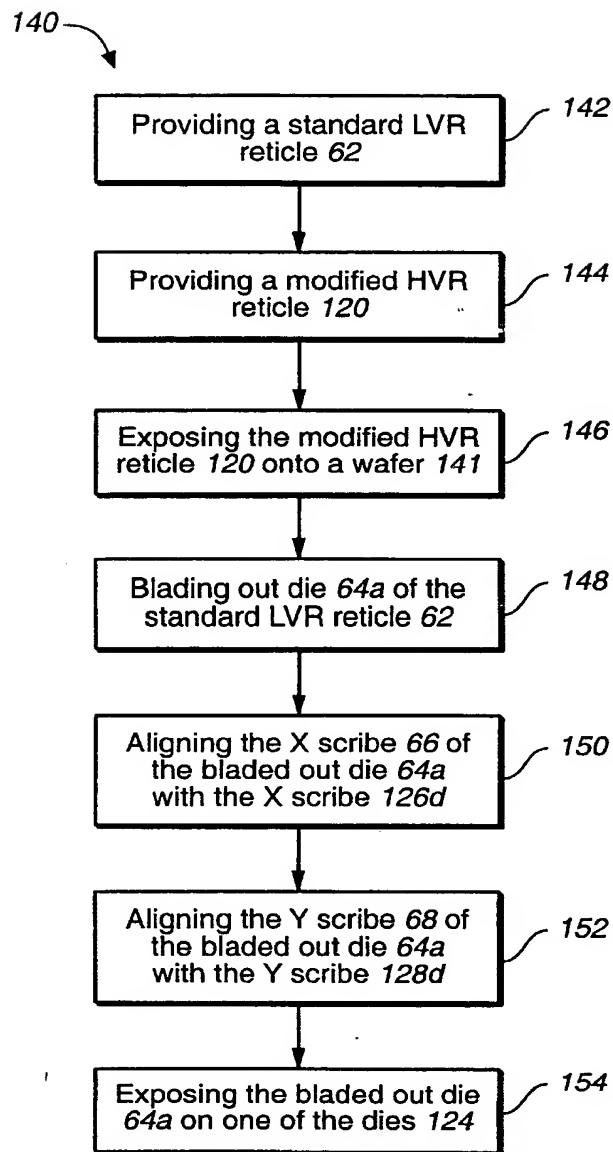 140
Providing a standard LVR
reticle 62
142
Providing a modified HVR
reticle 120
144
Exposing the modified HVR
reticle 120 onto a wafer 141
146
Blading out die 64a of the
standard LVR reticle 62
148
Aligning the X scribe 66 of
the bladed out die 64a
with the X scribe 126d
150
Aligning the Y scribe 68 of
the bladed out die 64a
with the Y scribe 128d
152
Exposing the bladed out die
64a on one of the dies 124
154